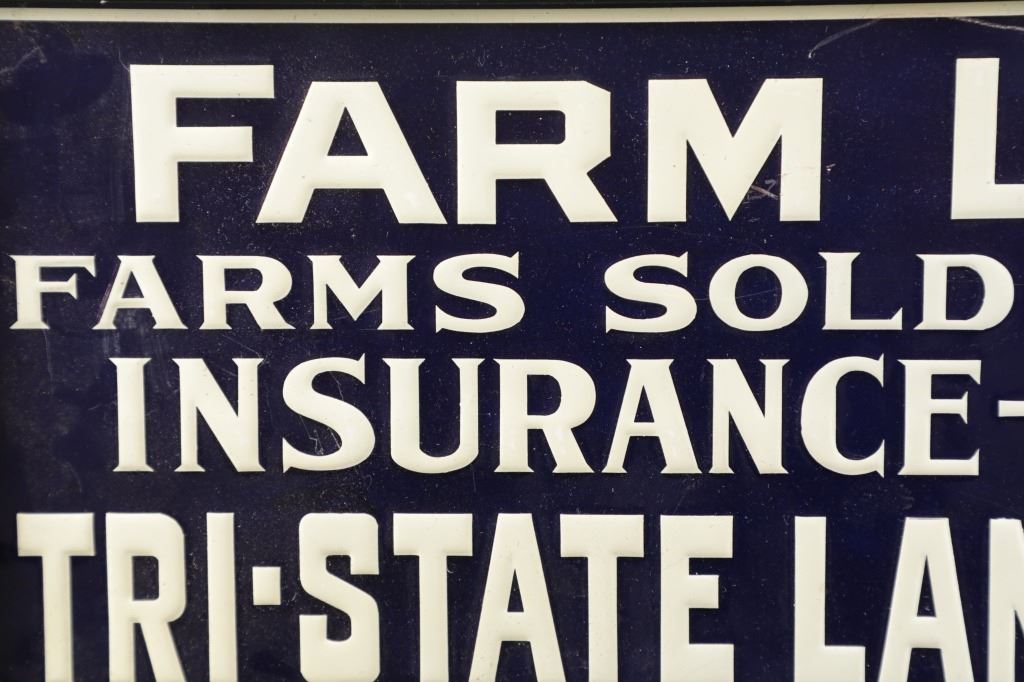 FARM L
FARMS SOLD
INSURANCE-
TRI·STATE LAN